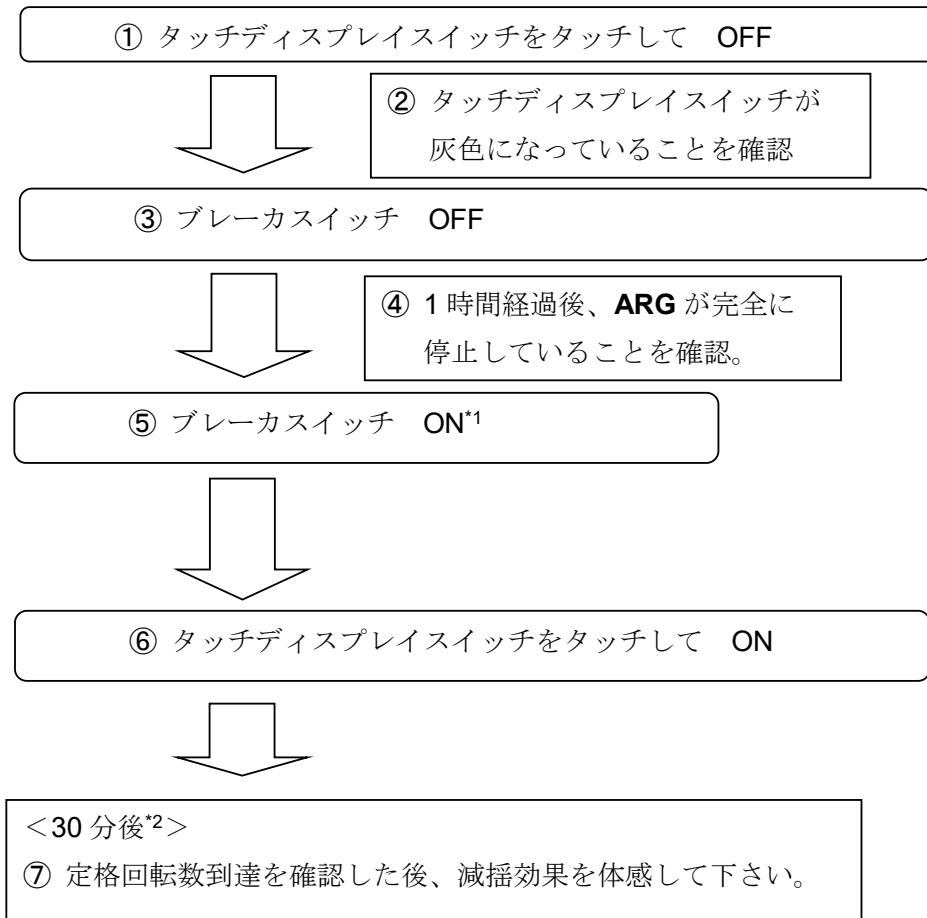 ① タッチディスプレイスイッチをタッチして　OFF
② タッチディスプレイスイッチが
灰色になっていることを確認
③ ブレーカスイッチ　OFF
④ 1 時間経過後、ARG が完全に
停止していることを確認。
⑤ ブレーカスイッチ　ON*1
⑥ タッチディスプレイスイッチをタッチして　ON
＜30 分後*2＞
⑦ 定格回転数到達を確認した後、減揺効果を体感して下さい。